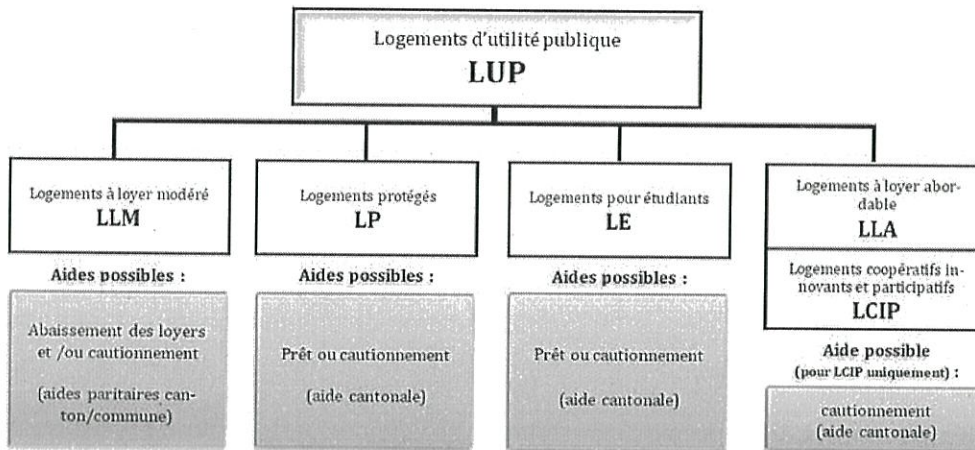 Logements d'utilité publique
LUP
Logements à loyer modéré
LLM
Aides possibles :
Abaissement des loyers
et /ou cautionnement
(aides paritaires can-
ton/commune)
Logements protégés
LP
Aides possibles :
Prêt ou cautionnement
(aide cantonale)
Logements pour étudiants
LE
Aides possibles :
Prêt ou cautionnement
(aide cantonale)
Logements à loyer abor-
dable
LLA
Logements coopératifs in-
novants et participatifs
LCIP
Aide possible
(pour LCIP uniquement) :
cautionnement
(aide cantonale)